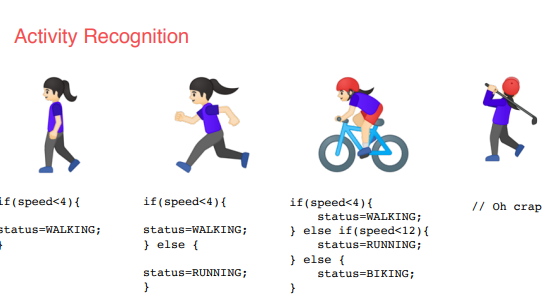 Activity Recognition
if(speed<4){
status=WALKING;
}
if(speed<4){
status=WALKING;
} else {
status=RUNNING;
}
if(speed<4){
    status=WALKING;
} else if(speed<12){
    status=RUNNING;
} else {
    status=BIKING;
}
// Oh crap